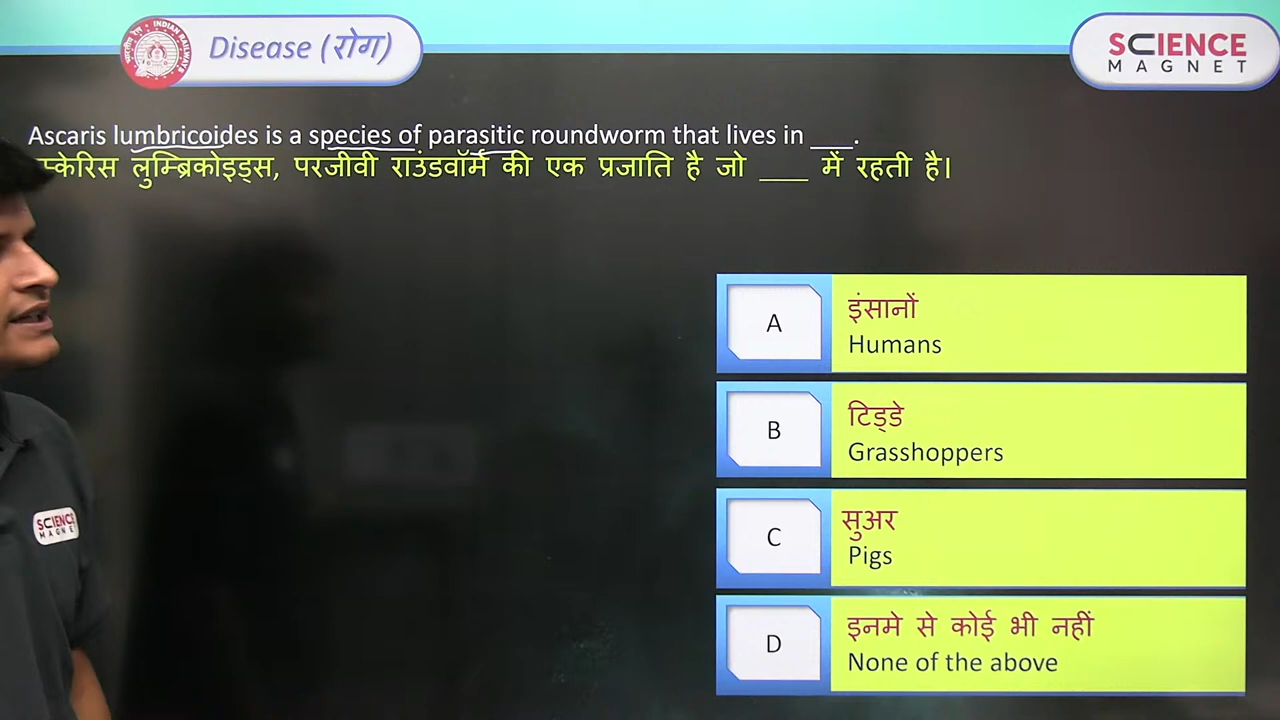 Disease (रोग)
SCIENCE
MAGNET
Ascaris lumbricoides is a species of parasitic roundworm that lives in ___.
लुम्ब्रिकोइड्स, परजीवी राउंडवॉर्म की एक प्रजाति है जो ___ में रहती है।
A
इंसानों
Humans
B
टिड्डे
Grasshoppers
C
सुअर
Pigs
D
इनमे से कोई भी नहीं
None of the above
SCIENCE